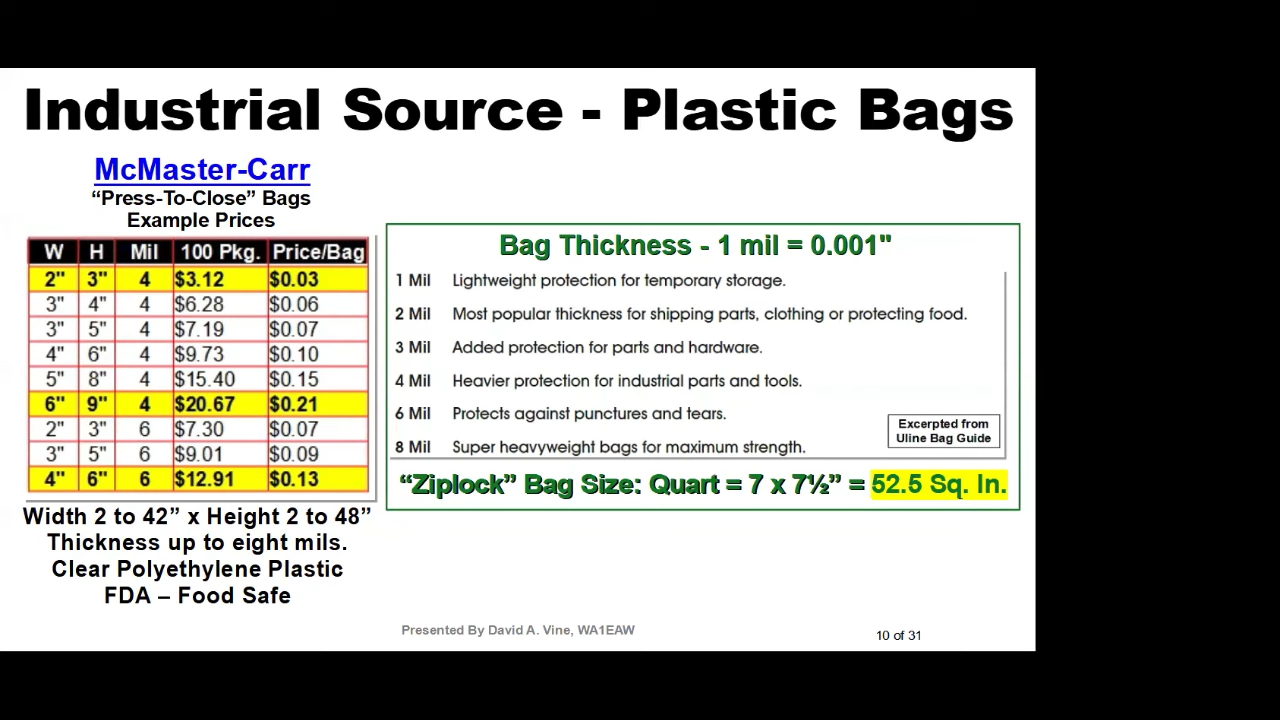 Industrial Source - Plastic Bags
McMaster-Carr
“Press-To-Close” Bags
Example Prices
W H Mil 100 Pkg. Price/Bag
2" 3" 4 $3.12 $0.03
3" 4" 4 $6.28 $0.06
3" 5" 4 $7.19 $0.07
4" 6" 4 $9.73 $0.10
5" 8" 4 $15.40 $0.15
6" 9" 4 $20.67 $0.21
2" 3" 6 $7.30 $0.07
3" 5" 6 $9.01 $0.09
4" 6" 6 $12.91 $0.13
Width 2 to 42” x Height 2 to 48”
Thickness up to eight mils.
Clear Polyethylene Plastic
FDA – Food Safe
Bag Thickness - 1 mil = 0.001"
1 Mil Lightweight protection for temporary storage.
2 Mil Most popular thickness for shipping parts, clothing or protecting food.
3 Mil Added protection for parts and hardware.
4 Mil Heavier protection for industrial parts and tools.
6 Mil Protects against punctures and tears.
8 Mil Super heavyweight bags for maximum strength.
Excerpted from
Uline Bag Guide
“Ziplock” Bag Size: Quart = 7 x 7½” = 52.5 Sq. In.
Presented By David A. Vine, WA1EAW
10 of 31